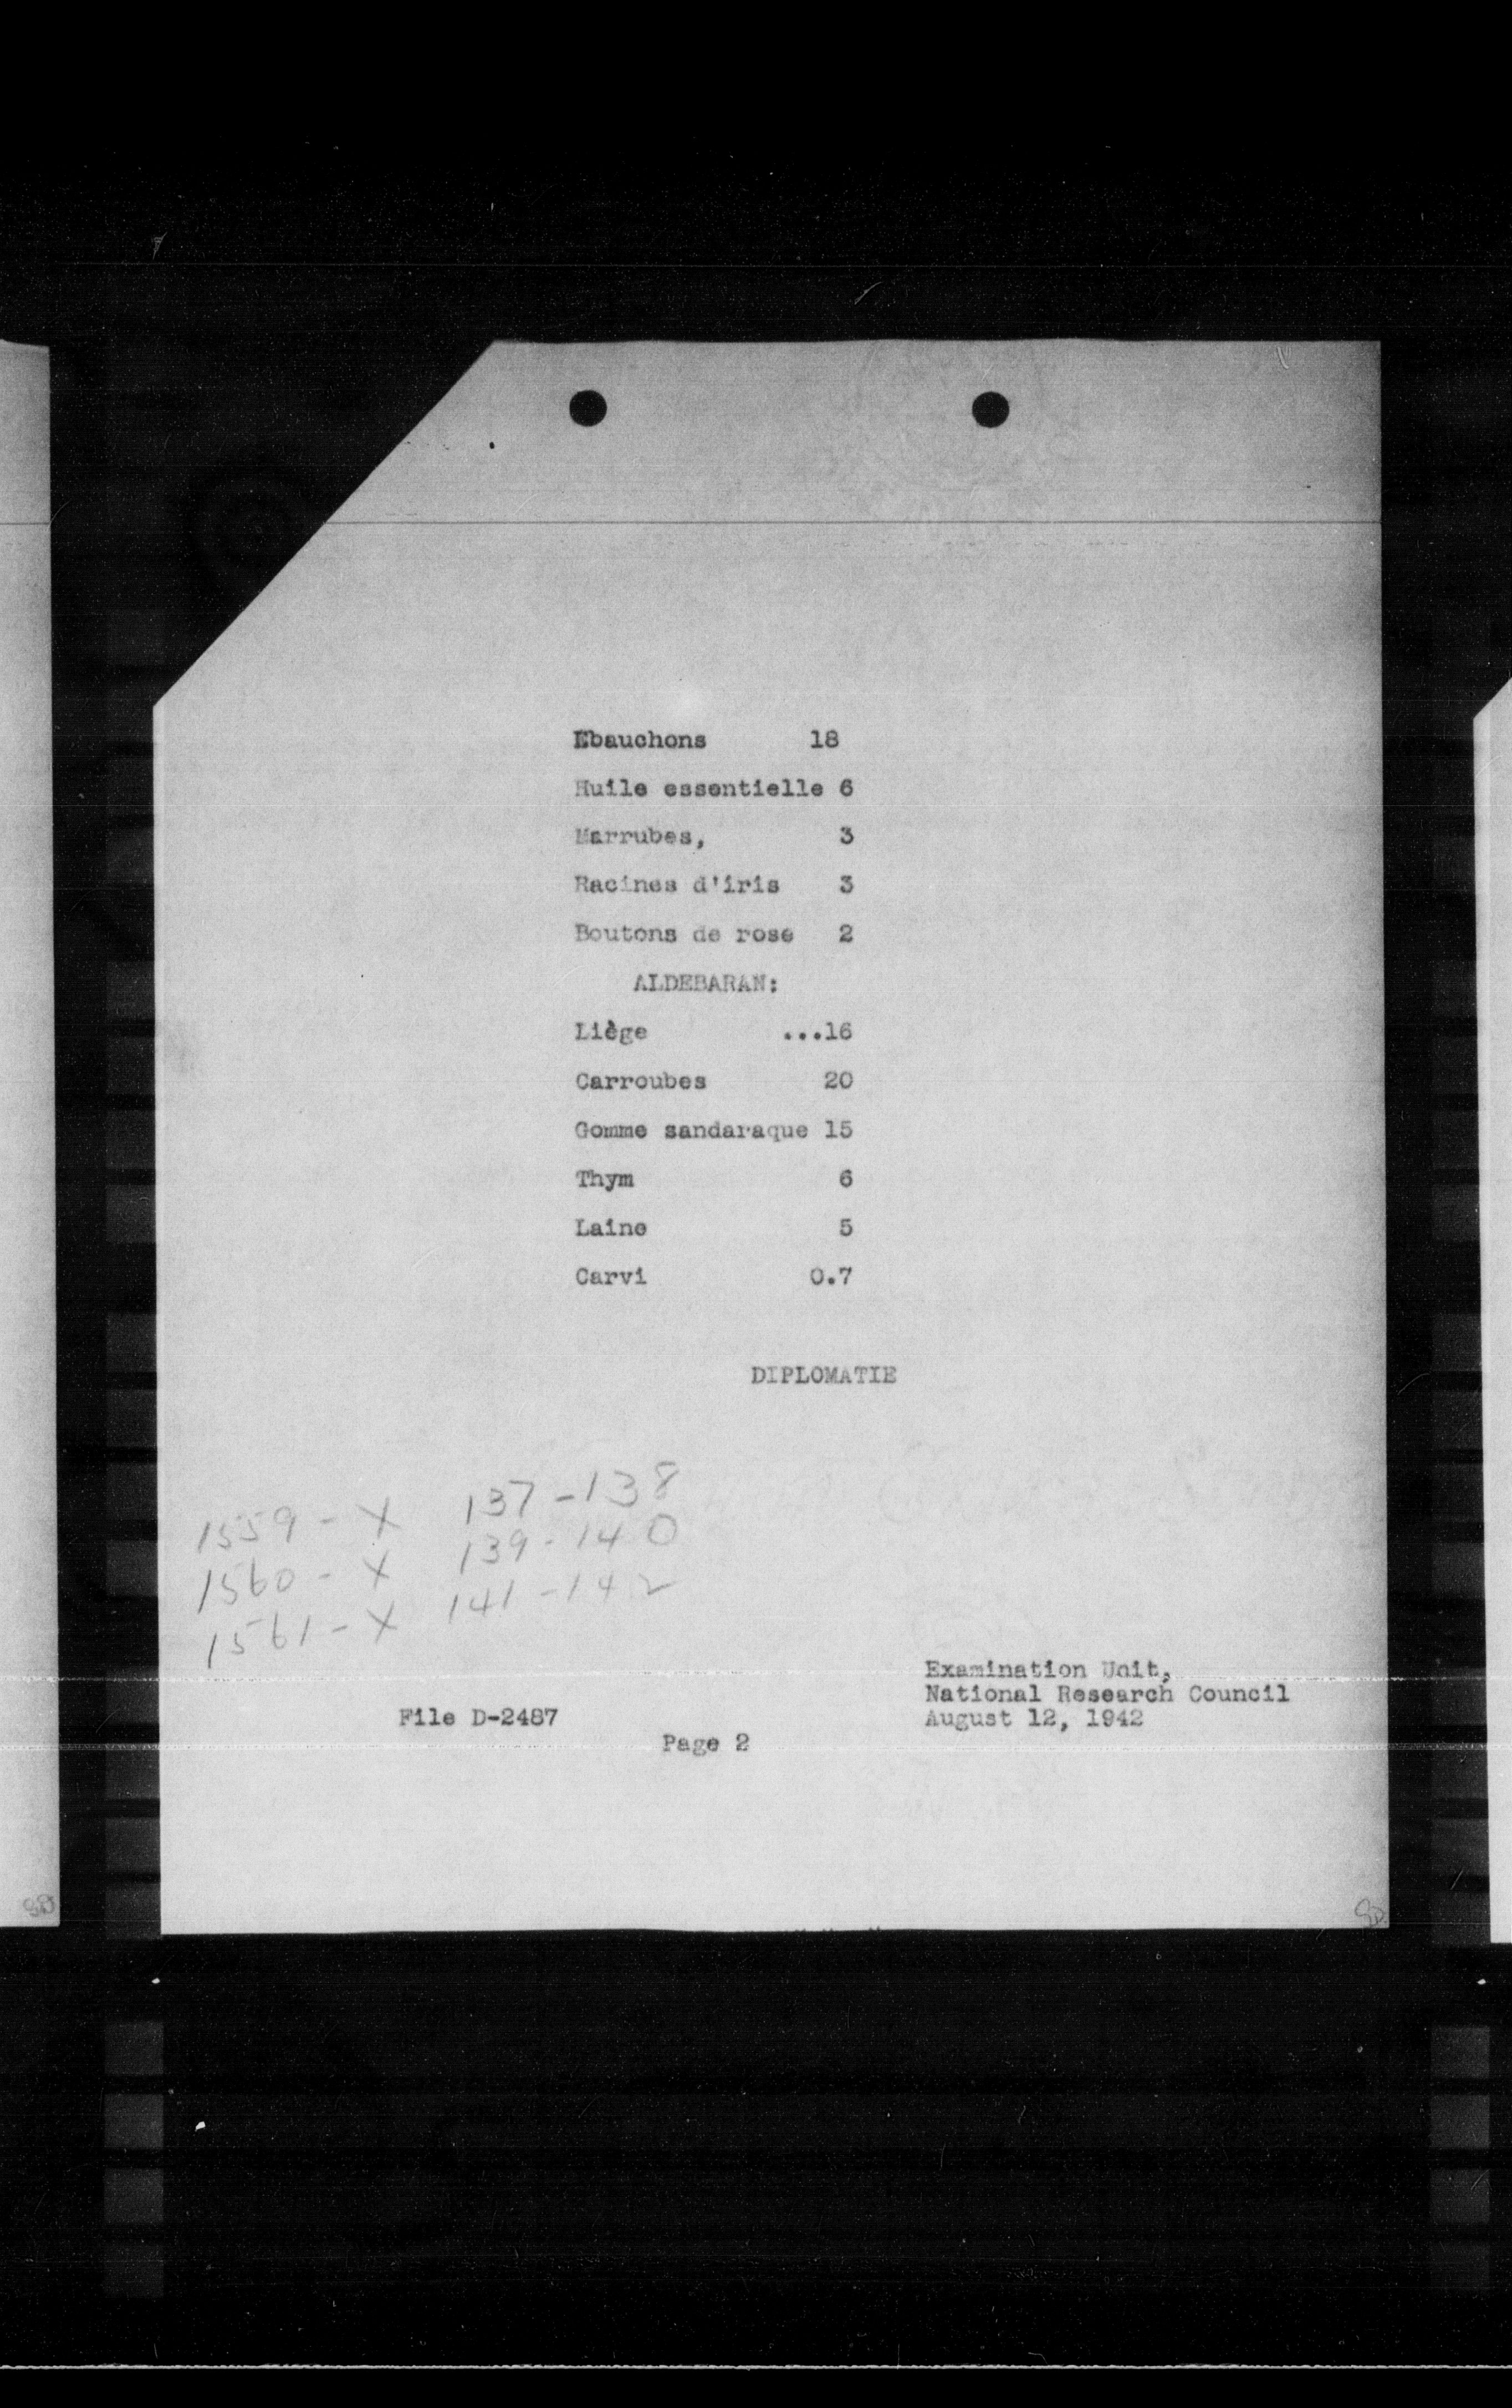 Ebauchons 18
Huile essentielle 6
Marrubes, 3
Racines d'iris 3
Boutons de rose 2
ALDEBARAN:
Liège ...16
Carroubes 20
Gomme sandaraque 15
Thym 6
Laine 5
Carvi 0.7
DIPLOMATIE
1559 - X 137-138
1560 - X 139-140
1561 - X 141-142
Examination Unit,
National Research Council
File D-2487 August 12, 1942
Page 2